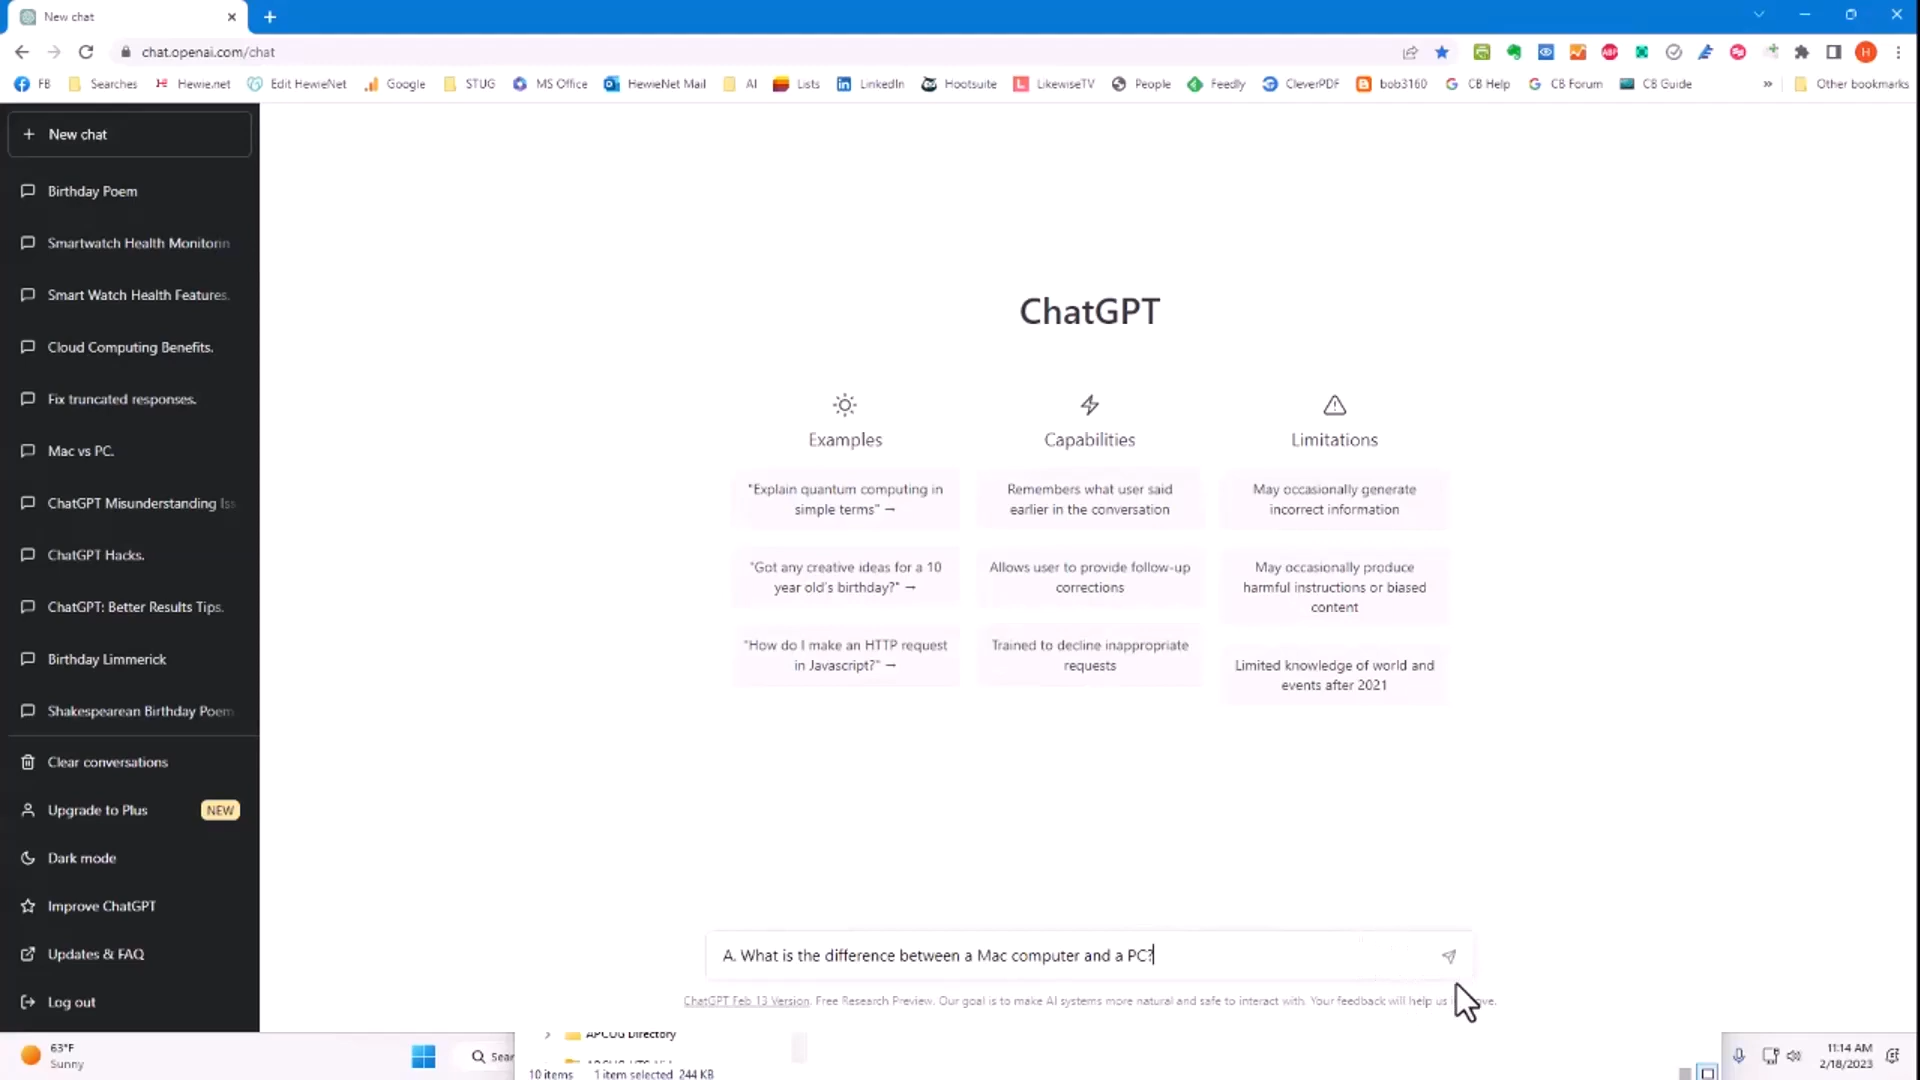 New chat
chat.openai.com/chat
FB
Searches
Hewie.net
Edit HewieNet
Google
STUG
MS Office
HewieNet Mail
AI
Lists
LinkedIn
Hootsuite
LikewiseTV
People
Feedly
CleverPDF
bob3160
CB Help
CB Forum
CB Guide
»
Other bookmarks
ABP
H
+ New chat
Birthday Poem
Smartwatch Health Monitorin
Smart Watch Health Features.
Cloud Computing Benefits.
Fix truncated responses.
Mac vs PC.
ChatGPT Misunderstanding Iss
ChatGPT Hacks.
ChatGPT: Better Results Tips.
Birthday Limmerick
Shakespearean Birthday Poem
Clear conversations
Upgrade to Plus NEW
Dark mode
Improve ChatGPT
Updates & FAQ
Log out
ChatGPT
Examples
"Explain quantum computing in
simple terms" →
"Got any creative ideas for a 10
year old's birthday?" →
"How do I make an HTTP request
in Javascript?" →
Capabilities
Remembers what user said
earlier in the conversation
Allows user to provide follow-up
corrections
Trained to decline inappropriate
requests
Limitations
May occasionally generate
incorrect information
May occasionally produce
harmful instructions or biased
content
Limited knowledge of world and
events after 2021
A. What is the difference between a Mac computer and a PC?
ChatGPT Feb 13 Version. Free Research Preview. Our goal is to make AI systems more natural and safe to interact with. Your feedback will help us
63°F
Sunny
Sear
APCUG Directory
10 items 1 item selected 244 KB
11:14 AM
2/18/2023